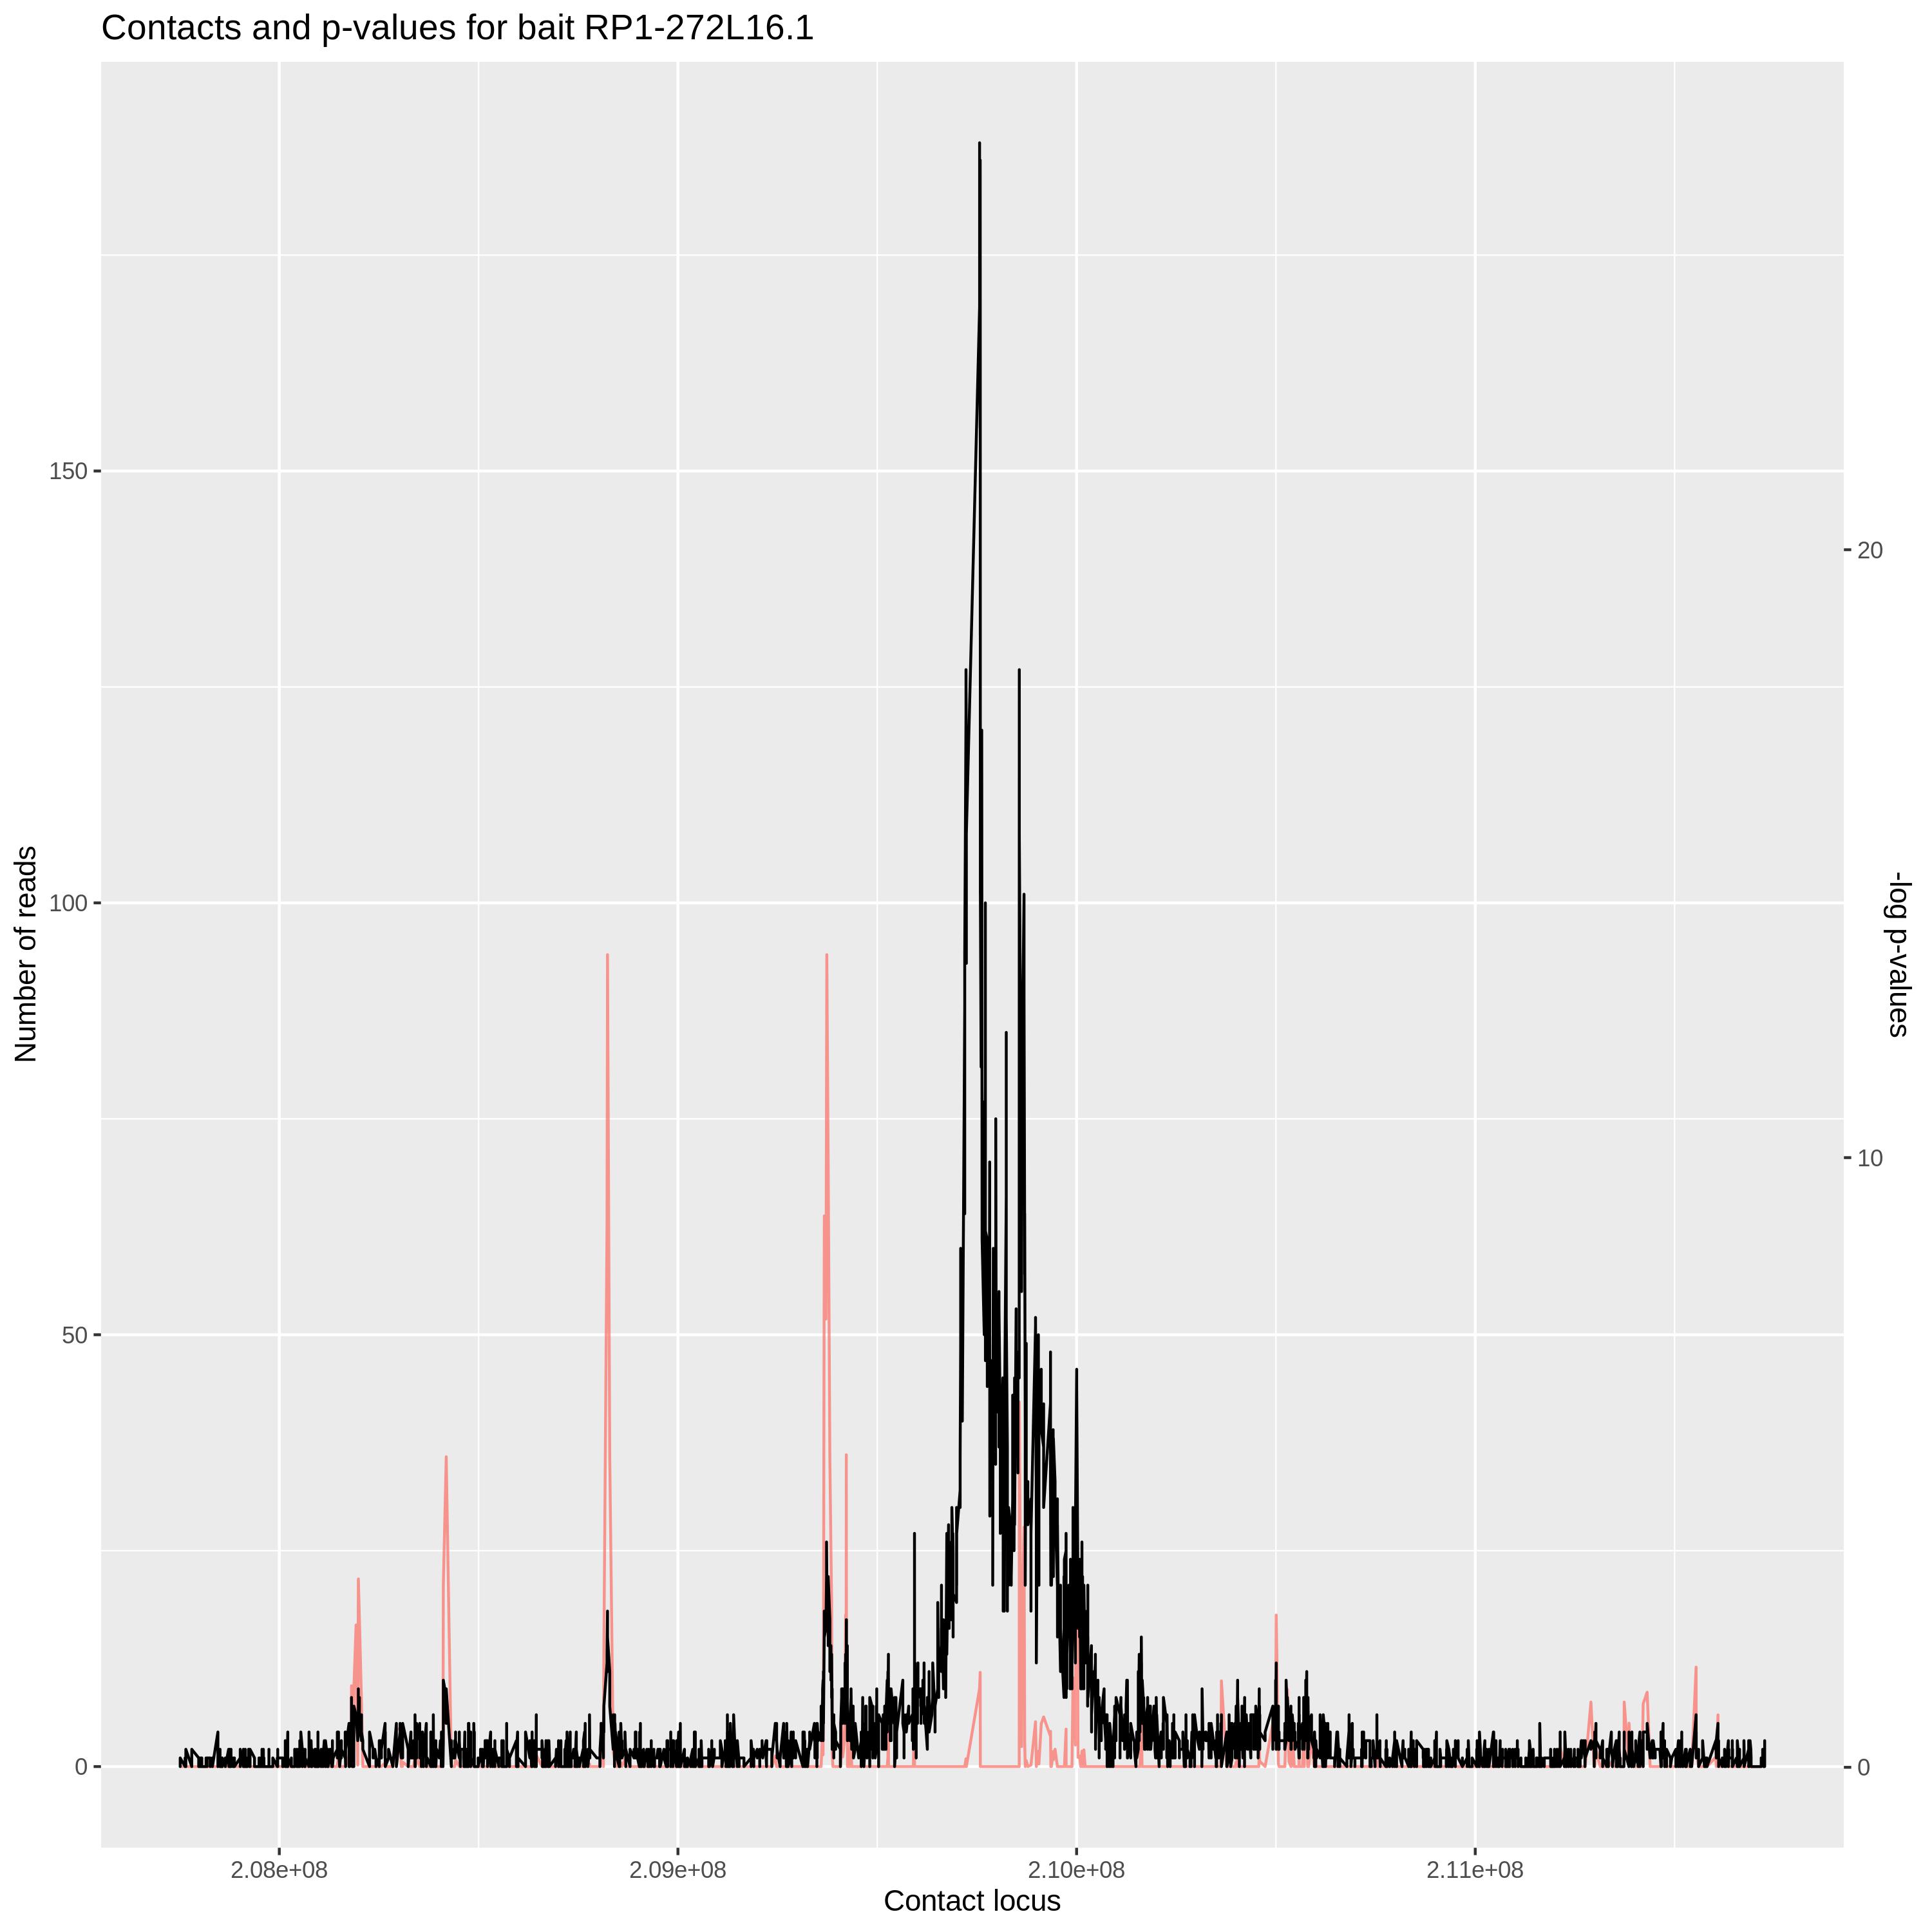 Contacts and p-values for bait RP1-272L16.1
Number of reads
150
100
50
0
20
10
0
-log p-values
2.08e+08
2.09e+08
2.10e+08
2.11e+08
Contact locus